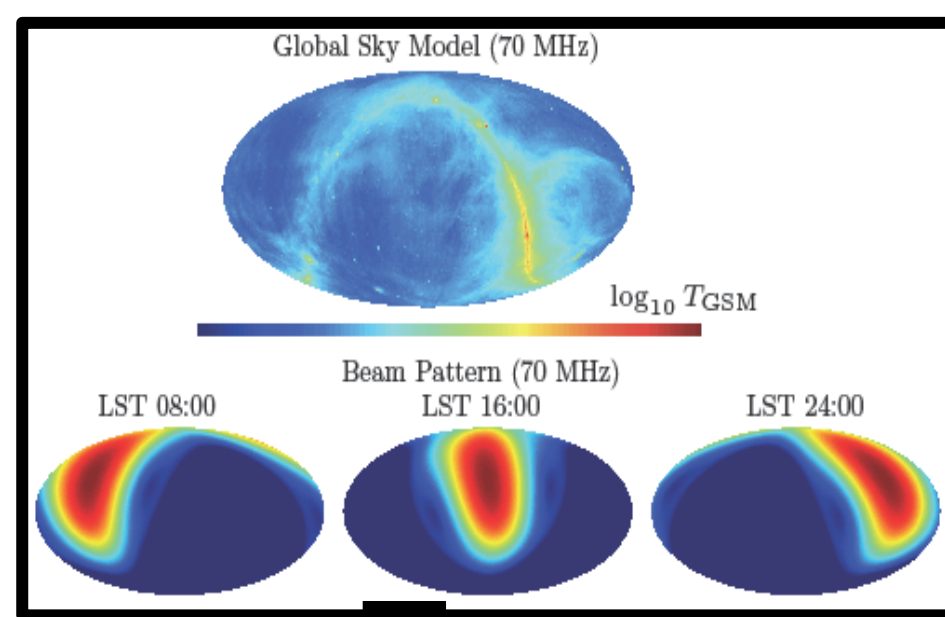 Global Sky Model (70 MHz)
log₁₀ T_GSM
Beam Pattern (70 MHz)
LST 08:00 LST 16:00 LST 24:00